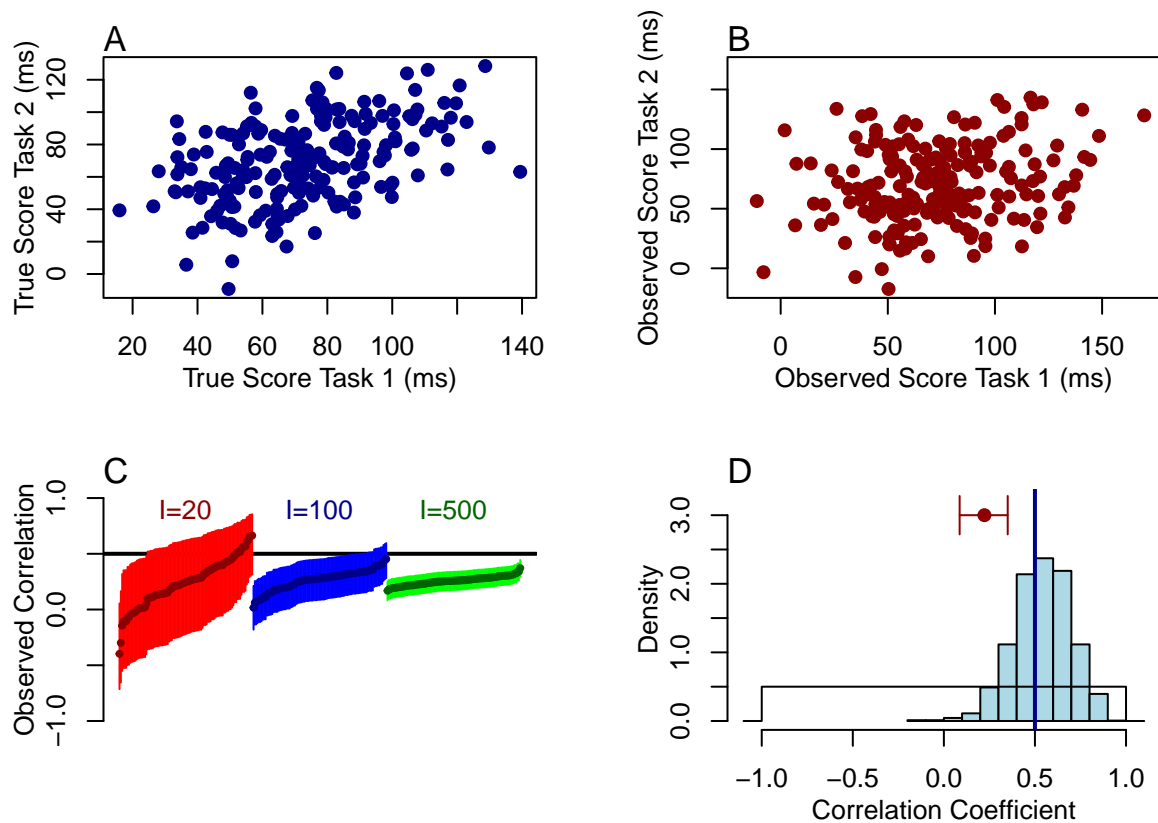 A
True Score Task 2 (ms)
120
80
40
0
20 40 60 80 100 140
True Score Task 1 (ms)
B
Observed Score Task 2 (ms)
100
50
0
0 50 100 150
Observed Score Task 1 (ms)
C
Observed Correlation
1.0
0.0
−1.0
I=20 I=100 I=500
D
Density
3.0
2.0
1.0
0.0
−1.0 −0.5 0.0 0.5 1.0
Correlation Coefficient